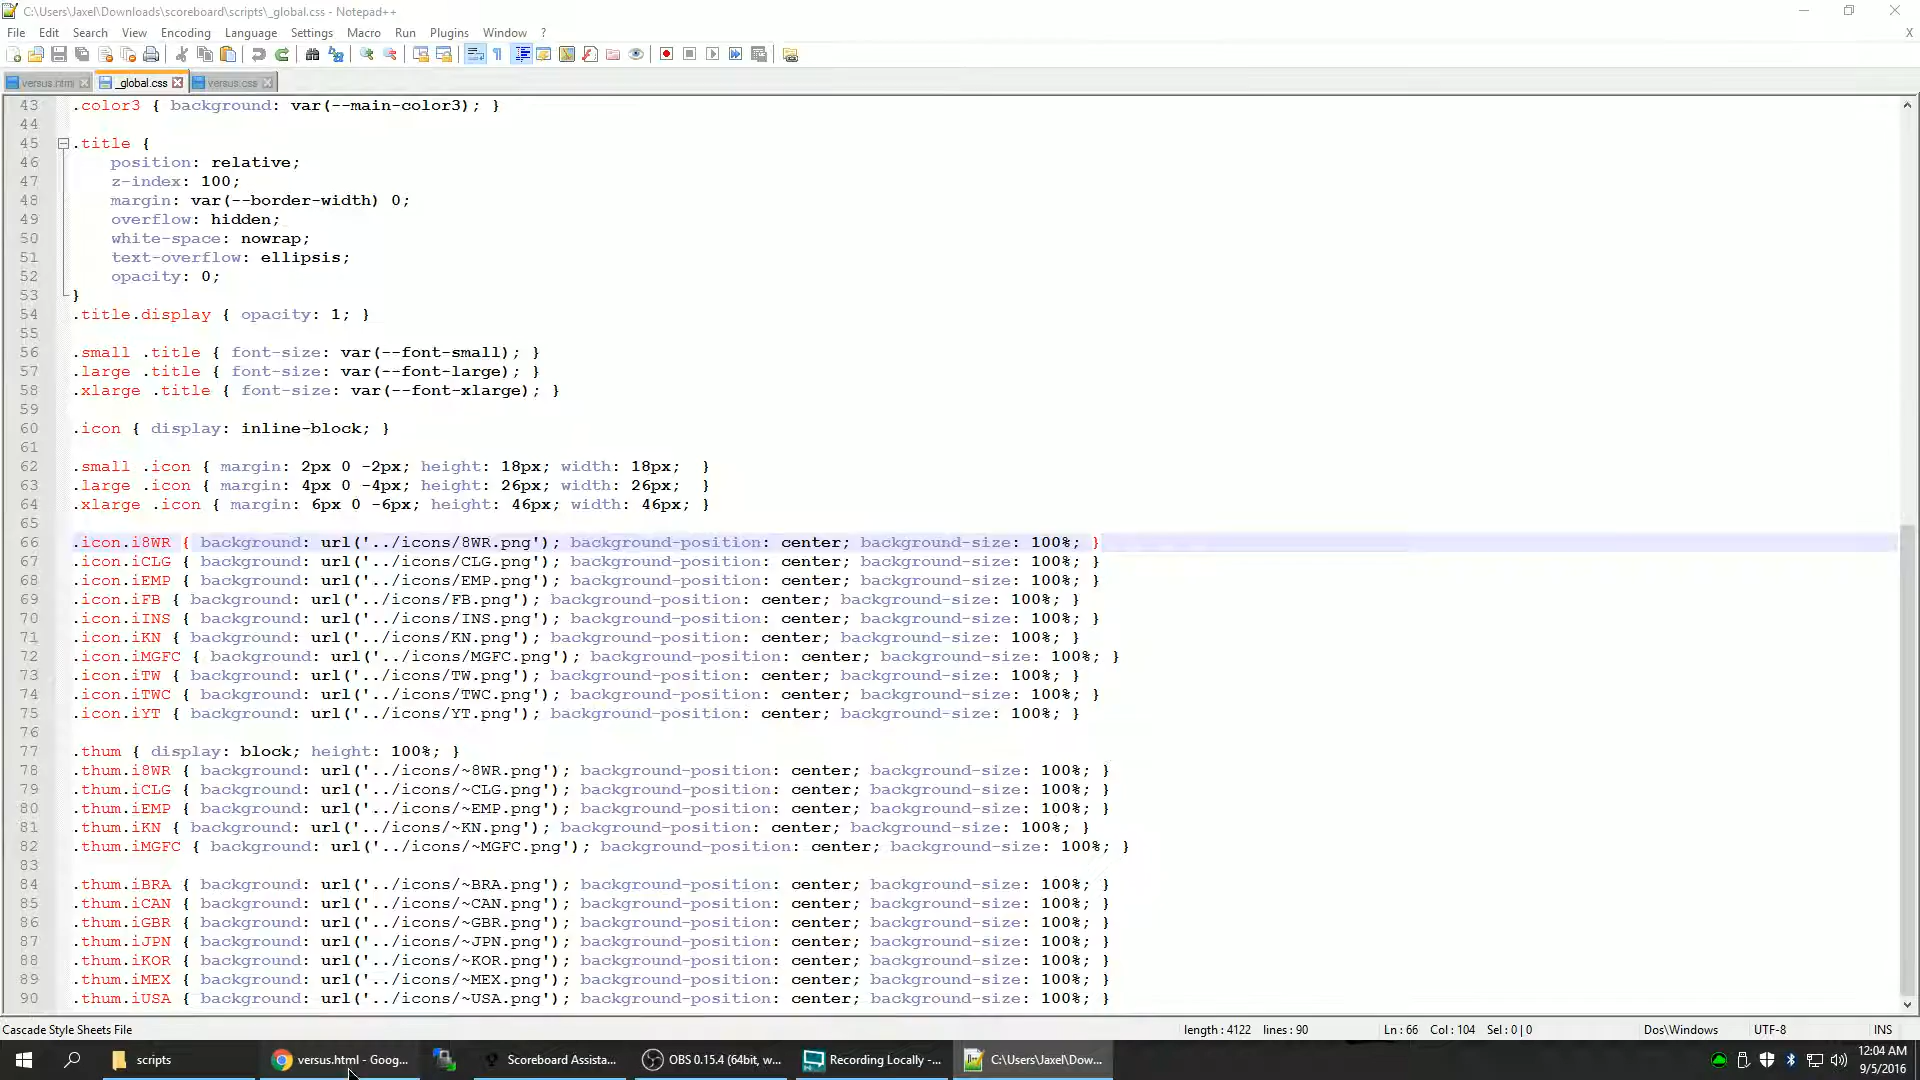 C:\Users\Jaxel\Downloads\scoreboard\scripts\_global.css - Notepad++
File Edit Search View Encoding Language Settings Macro Run Plugins Window ? X
versus.html _global.css versus.css
43 .color3 { background: var(--main-color3); }
44
45 .title {
46 position: relative;
47 z-index: 100;
48 margin: var(--border-width) 0;
49 overflow: hidden;
50 white-space: nowrap;
51 text-overflow: ellipsis;
52 opacity: 0;
53 }
54 .title.display { opacity: 1; }
55
56 .small .title { font-size: var(--font-small); }
57 .large .title { font-size: var(--font-large); }
58 .xlarge .title { font-size: var(--font-xlarge); }
59
60 .icon { display: inline-block; }
61
62 .small .icon { margin: 2px 0 -2px; height: 18px; width: 18px; }
63 .large .icon { margin: 4px 0 -4px; height: 26px; width: 26px; }
64 .xlarge .icon { margin: 6px 0 -6px; height: 46px; width: 46px; }
65
66 .icon.i8WR { background: url('../icons/8WR.png'); background-position: center; background-size: 100%; }
67 .icon.iCLG { background: url('../icons/CLG.png'); background-position: center; background-size: 100%; }
68 .icon.iEMP { background: url('../icons/EMP.png'); background-position: center; background-size: 100%; }
69 .icon.iFB { background: url('../icons/FB.png'); background-position: center; background-size: 100%; }
70 .icon.iINS { background: url('../icons/INS.png'); background-position: center; background-size: 100%; }
71 .icon.iKN { background: url('../icons/KN.png'); background-position: center; background-size: 100%; }
72 .icon.iMGFC { background: url('../icons/MGFC.png'); background-position: center; background-size: 100%; }
73 .icon.iTW { background: url('../icons/TW.png'); background-position: center; background-size: 100%; }
74 .icon.iTWC { background: url('../icons/TWC.png'); background-position: center; background-size: 100%; }
75 .icon.iYT { background: url('../icons/YT.png'); background-position: center; background-size: 100%; }
76
77 .thum { display: block; height: 100%; }
78 .thum.i8WR { background: url('../icons/~8WR.png'); background-position: center; background-size: 100%; }
79 .thum.iCLG { background: url('../icons/~CLG.png'); background-position: center; background-size: 100%; }
80 .thum.iEMP { background: url('../icons/~EMP.png'); background-position: center; background-size: 100%; }
81 .thum.iKN { background: url('../icons/~KN.png'); background-position: center; background-size: 100%; }
82 .thum.iMGFC { background: url('../icons/~MGFC.png'); background-position: center; background-size: 100%; }
83
84 .thum.iBRA { background: url('../icons/~BRA.png'); background-position: center; background-size: 100%; }
85 .thum.iCAN { background: url('../icons/~CAN.png'); background-position: center; background-size: 100%; }
86 .thum.iGBR { background: url('../icons/~GBR.png'); background-position: center; background-size: 100%; }
87 .thum.iJPN { background: url('../icons/~JPN.png'); background-position: center; background-size: 100%; }
88 .thum.iKOR { background: url('../icons/~KOR.png'); background-position: center; background-size: 100%; }
89 .thum.iMEX { background: url('../icons/~MEX.png'); background-position: center; background-size: 100%; }
90 .thum.iUSA { background: url('../icons/~USA.png'); background-position: center; background-size: 100%; }
Cascade Style Sheets File length : 4122 lines : 90 Ln : 66 Col : 104 Sel : 0 | 0 Dos\Windows UTF-8 INS
scripts versus.html - Goog... Scoreboard Assista... OBS 0.15.4 (64bit, w... Recording Locally -... C:\Users\Jaxel\Dow... 12:04 AM
9/5/2016